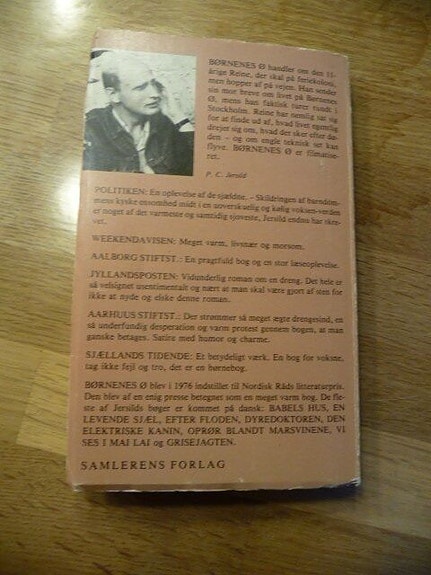 BØRNENES Ø handler om den 11-
årige Reine, der skal på feriekoloni,
men hopper af på vejen. Han sender
sin mor breve om livet på Børnenes
Ø, mens han faktisk turer rundt i
Stockholm. Reine har nemlig sat sig
for at finde ud af, hvad livet egentlig
drejer sig om, hvad der sker efter dø-
den - og om engle teknisk set kan
flyve. BØRNENES Ø er filmatise-
ret.
P. C. Jersild
POLITIKEN: En oplevelse af de sjældne. - Skildringen af barndom-
mens kyske ensomhed midt i en uoverskuelig og kølig voksen-verden
er noget af det varmeste og samtidig sjoveste, Jersild endnu har skre-
vet.
WEEKENDAVISEN: Meget varm, livsnær og morsom.
AALBORG STIFTST.: En pragtfuld bog og en stor læseoplevelse.
JYLLANDSPOSTEN: Vidunderlig roman om en dreng. Det hele er
så velsignet usentimentalt og nært at man skal være gjort af sten for
ikke at nyde og elske denne roman.
AARHUUS STIFTST.: Der strømmer så meget ægte drengesind, en
så underfundig desperation og varm protest gennem bogen, at man
ganske betages. Satire med humor og charme.
SJÆLLANDS TIDENDE: Et betydeligt værk. En bog for voksne,
tag ikke fejl og tro, det er en børnebog.
BØRNENES Ø blev i 1976 indstillet til Nordisk Råds litteraturpris.
Den blev af en enig presse betegnet som en meget varm bog. De fle-
ste af Jersilds bøger er kommet på dansk: BABELS HUS, EN
LEVENDE SJÆL, EFTER FLODEN, DYREDOKTOREN, DEN
ELEKTRISKE KANIN, OPRØR BLANDT MARSVINENE, VI
SES I MAI LAI og GRISEJAGTEN.
SAMLERENS FORLAG